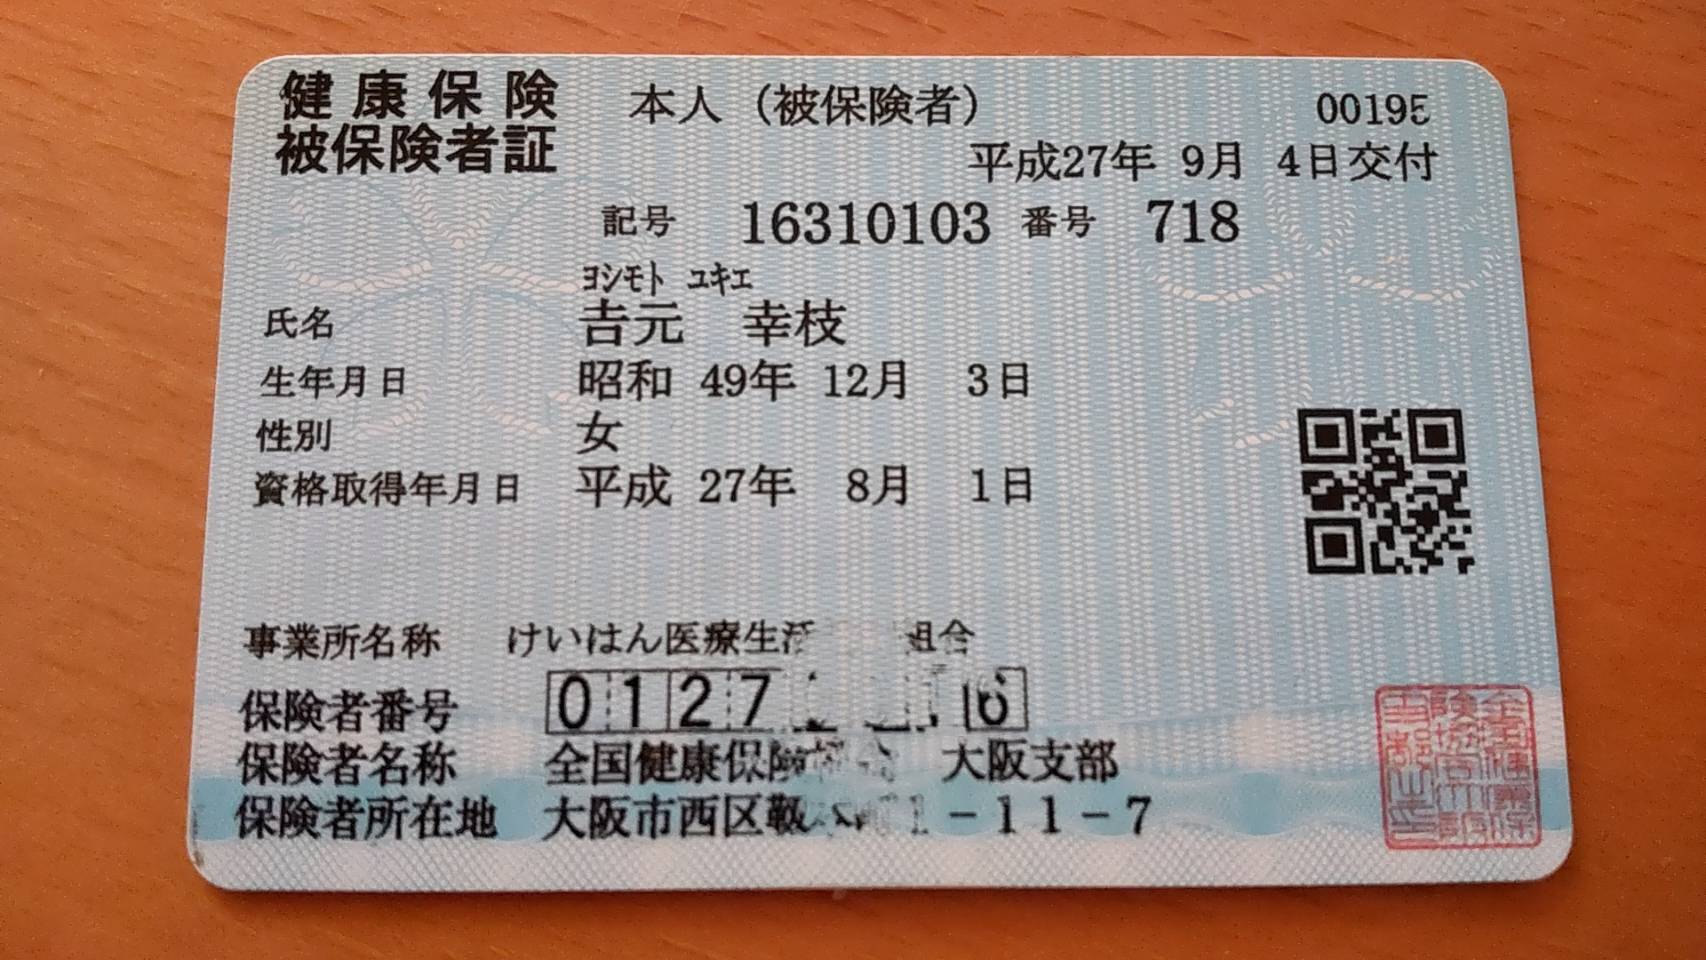 健康保険 本人（被保険者） 00195
被保険者証 平成27年 9月 4日交付
記号 16310103 番号 718
ﾖｼﾓﾄ ﾕｷｴ
氏名 𠮷元 幸枝
生年月日 昭和 49年 12月 3日
性別 女
資格取得年月日 平成 27年 8月 1日
事業所名称 けいはん医療生活 組合
保険者番号 0127 6
保険者名称 全国健康保険 大阪支部
保険者所在地 大阪市西区靱 1－11－7